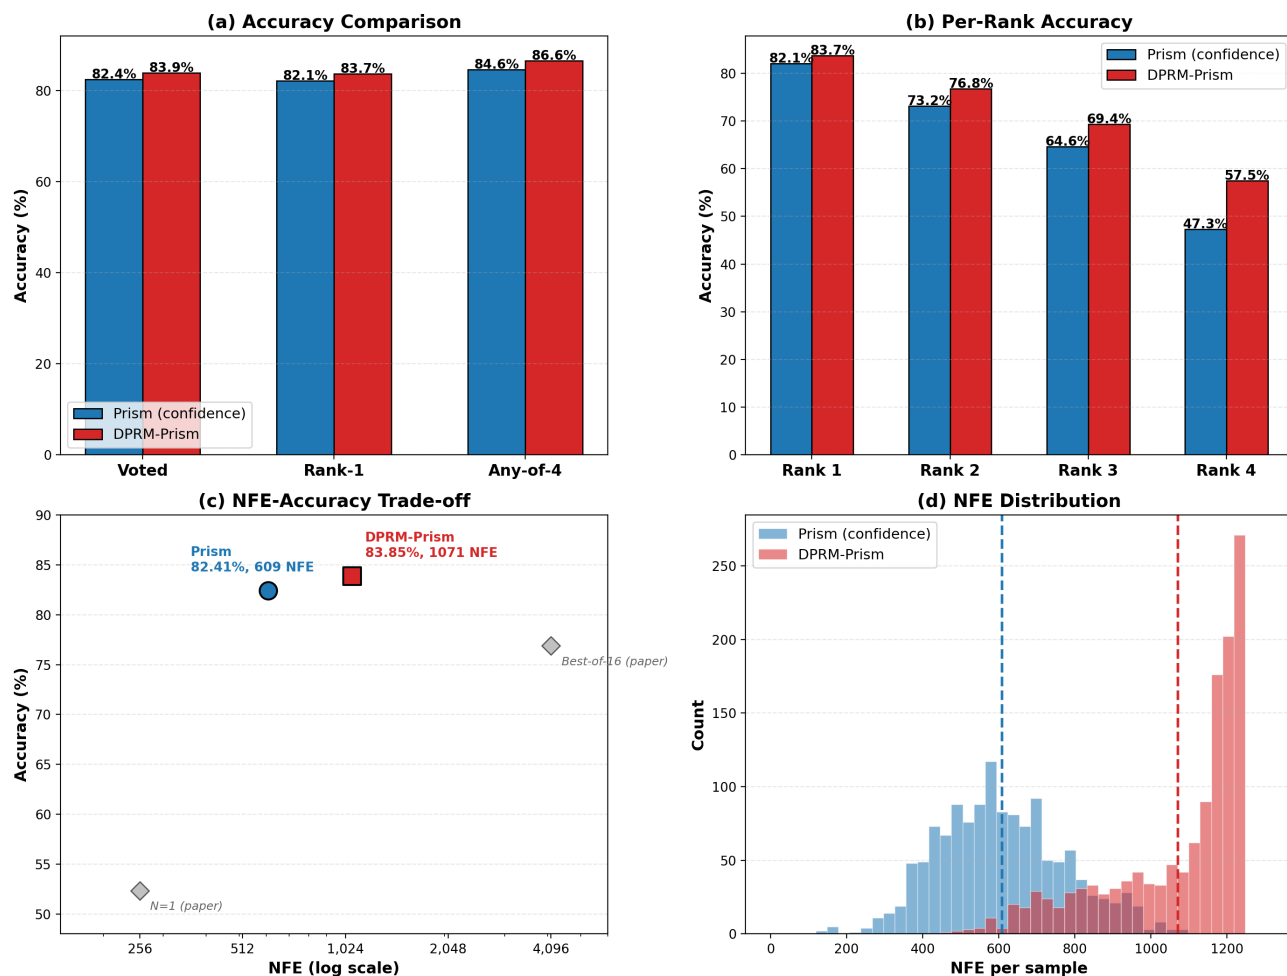 (a) Accuracy Comparison
Accuracy (%)
80
60
40
20
0
82.4%
83.9%
82.1%
83.7%
84.6%
86.6%
Prism (confidence)
DPRM-Prism
Voted
Rank-1
Any-of-4
(b) Per-Rank Accuracy
Accuracy (%)
80
70
60
50
40
30
20
10
0
82.1%
83.7%
73.2%
76.8%
64.6%
69.4%
47.3%
57.5%
Prism (confidence)
DPRM-Prism
Rank 1
Rank 2
Rank 3
Rank 4
(c) NFE-Accuracy Trade-off
Accuracy (%)
90
85
80
75
70
65
60
55
50
Prism
82.41%, 609 NFE
DPRM-Prism
83.85%, 1071 NFE
Best-of-16 (paper)
N=1 (paper)
256
512
1,024
2,048
4,096
NFE (log scale)
(d) NFE Distribution
Count
250
200
150
100
50
0
Prism (confidence)
DPRM-Prism
0
200
400
600
800
1000
1200
NFE per sample